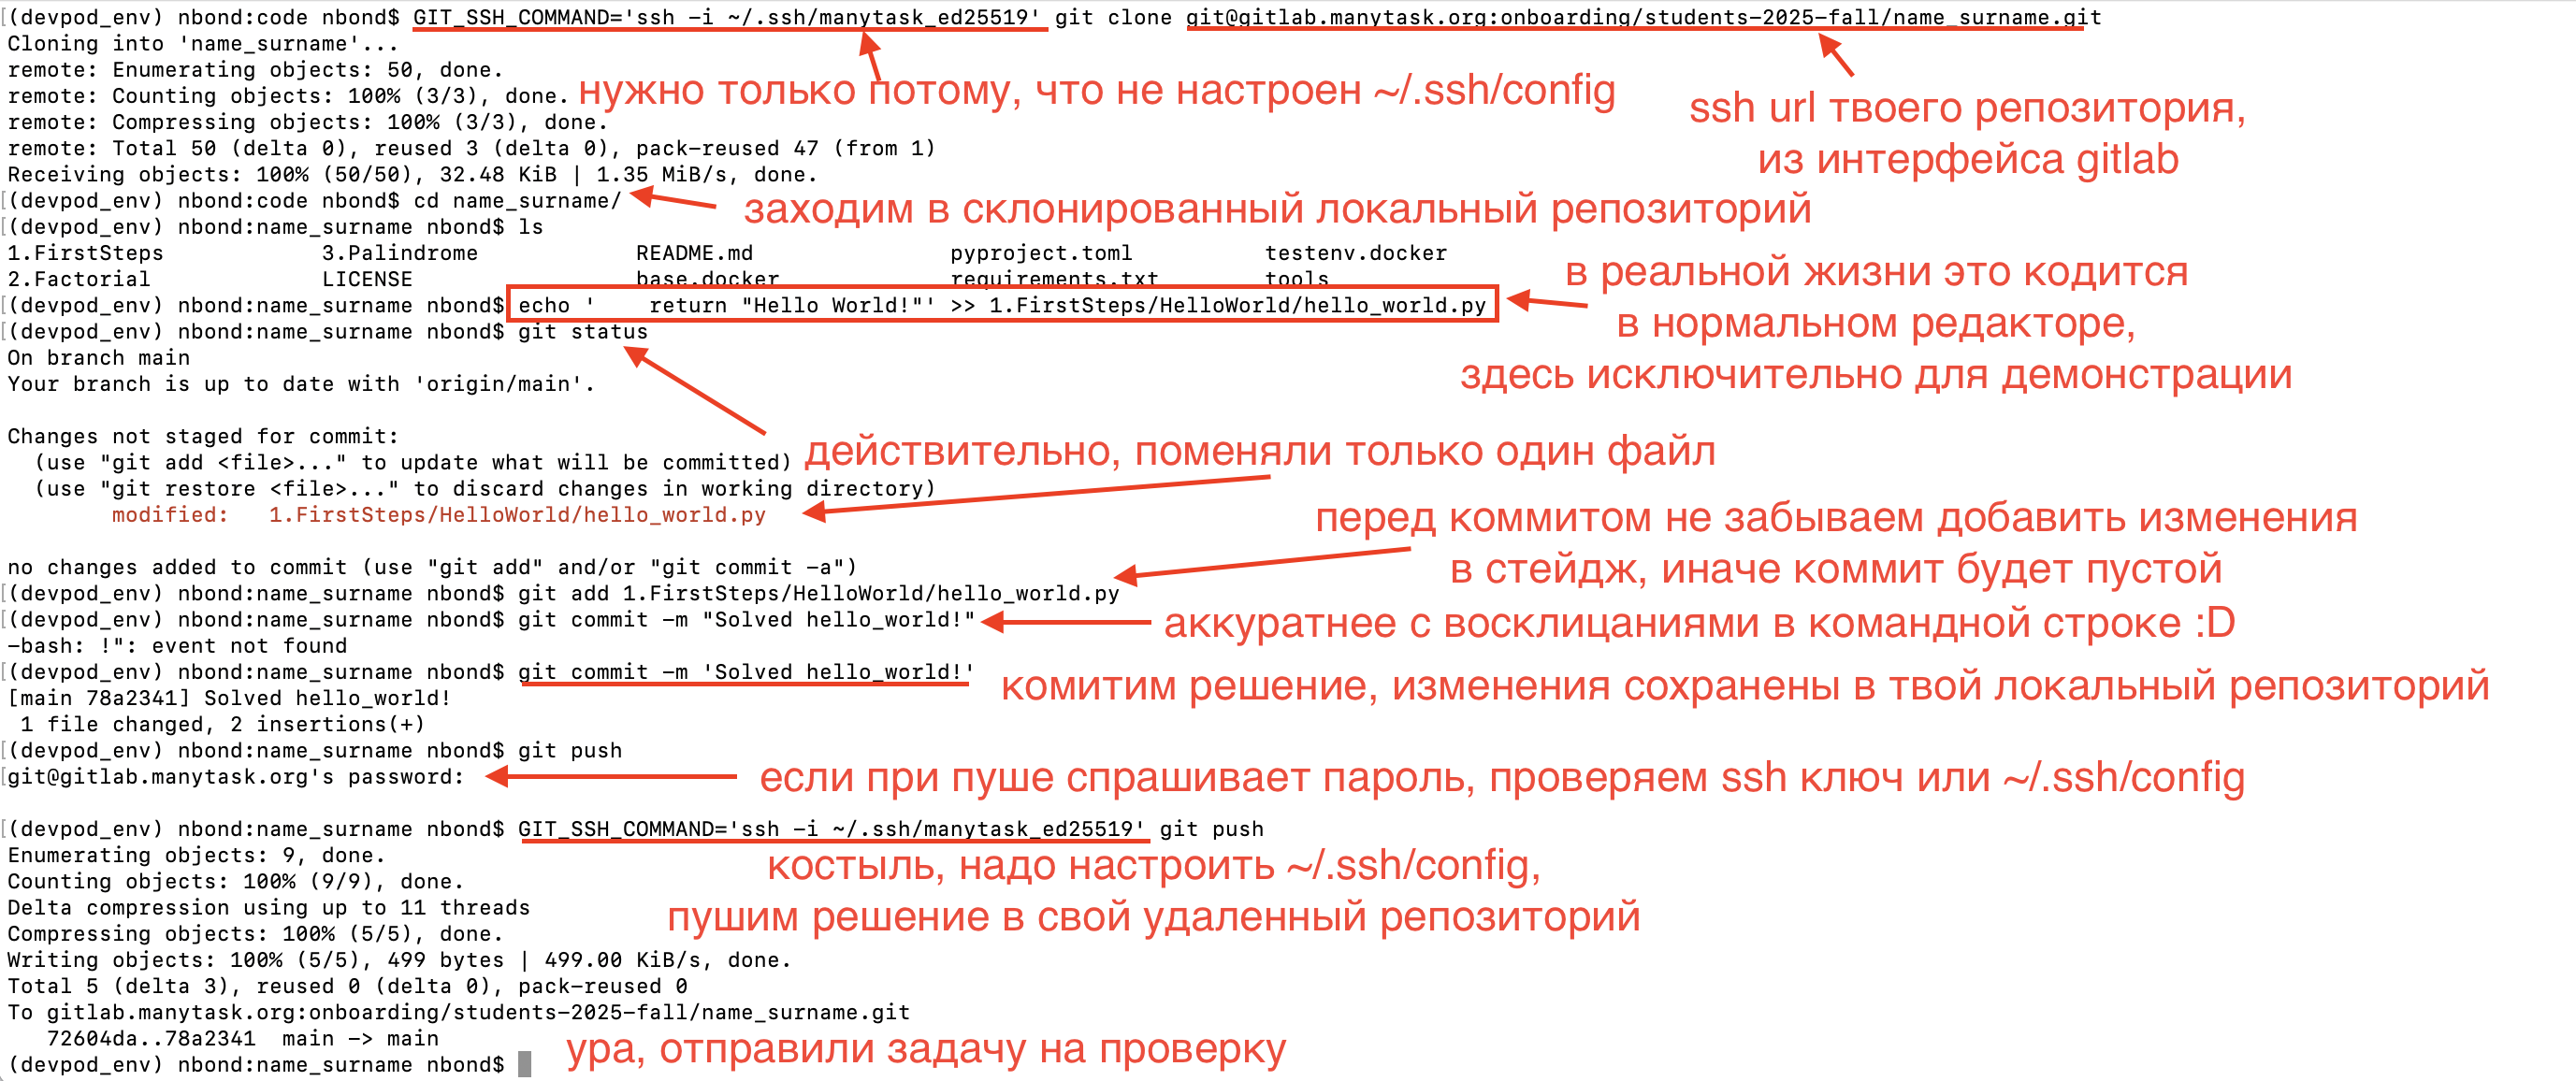 [(devpod_env) nbond:code nbond$ GIT_SSH_COMMAND='ssh -i ~/.ssh/manytask_ed25519' git clone git@gitlab.manytask.org:onboarding/students-2025-fall/name_surname.git
Cloning into 'name_surname'...
remote: Enumerating objects: 50, done.
remote: Counting objects: 100% (3/3), done.
нужно только потому, что не настроен ~/.ssh/config
ssh url твоего репозитория,
из интерфейса gitlab
remote: Compressing objects: 100% (3/3), done.
remote: Total 50 (delta 0), reused 3 (delta 0), pack-reused 47 (from 1)
Receiving objects: 100% (50/50), 32.48 KiB | 1.35 MiB/s, done.
[(devpod_env) nbond:code nbond$ cd name_surname/
заходим в склонированный локальный репозиторий
[(devpod_env) nbond:name_surname nbond$ ls
1.FirstSteps 3.Palindrome README.md pyproject.toml testenv.docker
2.Factorial LICENSE base.docker requirements.txt tools
[(devpod_env) nbond:name_surname nbond$ echo '    return "Hello World!"' >> 1.FirstSteps/HelloWorld/hello_world.py
в реальной жизни это кодится
в нормальном редакторе,
здесь исключительно для демонстрации
[(devpod_env) nbond:name_surname nbond$ git status
On branch main
Your branch is up to date with 'origin/main'.
Changes not staged for commit:
(use "git add <file>..." to update what will be committed)
действительно, поменяли только один файл
(use "git restore <file>..." to discard changes in working directory)
modified:   1.FirstSteps/HelloWorld/hello_world.py
перед коммитом не забываем добавить изменения
в стейдж, иначе коммит будет пустой
no changes added to commit (use "git add" and/or "git commit -a")
[(devpod_env) nbond:name_surname nbond$ git add 1.FirstSteps/HelloWorld/hello_world.py
[(devpod_env) nbond:name_surname nbond$ git commit -m "Solved hello_world!"
аккуратнее с восклицаниями в командной строке :D
-bash: !": event not found
[(devpod_env) nbond:name_surname nbond$ git commit -m 'Solved hello_world!'
комитим решение, изменения сохранены в твой локальный репозиторий
[main 78a2341] Solved hello_world!
1 file changed, 2 insertions(+)
[(devpod_env) nbond:name_surname nbond$ git push
[git@gitlab.manytask.org's password:
если при пуше спрашивает пароль, проверяем ssh ключ или ~/.ssh/config
[(devpod_env) nbond:name_surname nbond$ GIT_SSH_COMMAND='ssh -i ~/.ssh/manytask_ed25519' git push
Enumerating objects: 9, done.
Counting objects: 100% (9/9), done.
костыль, надо настроить ~/.ssh/config,
пушим решение в свой удаленный репозиторий
Delta compression using up to 11 threads
Compressing objects: 100% (5/5), done.
Writing objects: 100% (5/5), 499 bytes | 499.00 KiB/s, done.
Total 5 (delta 3), reused 0 (delta 0), pack-reused 0
To gitlab.manytask.org:onboarding/students-2025-fall/name_surname.git
72604da..78a2341  main -> main
ура, отправили задачу на проверку
(devpod_env) nbond:name_surname nbond$